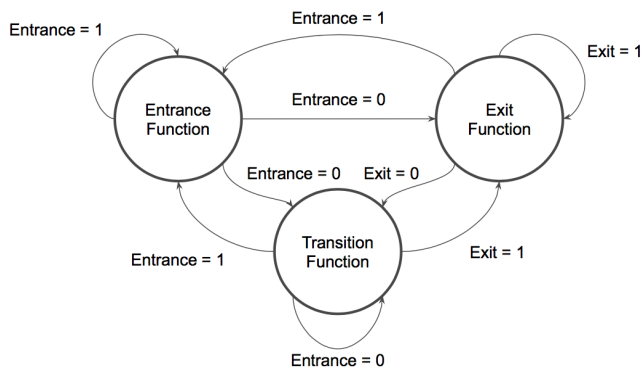 Entrance = 1
Entrance = 1
Exit = 1
Entrance
Function
Entrance = 0
Exit
Function
Entrance = 0
Exit = 0
Transition
Function
Entrance = 1
Exit = 1
Entrance = 0